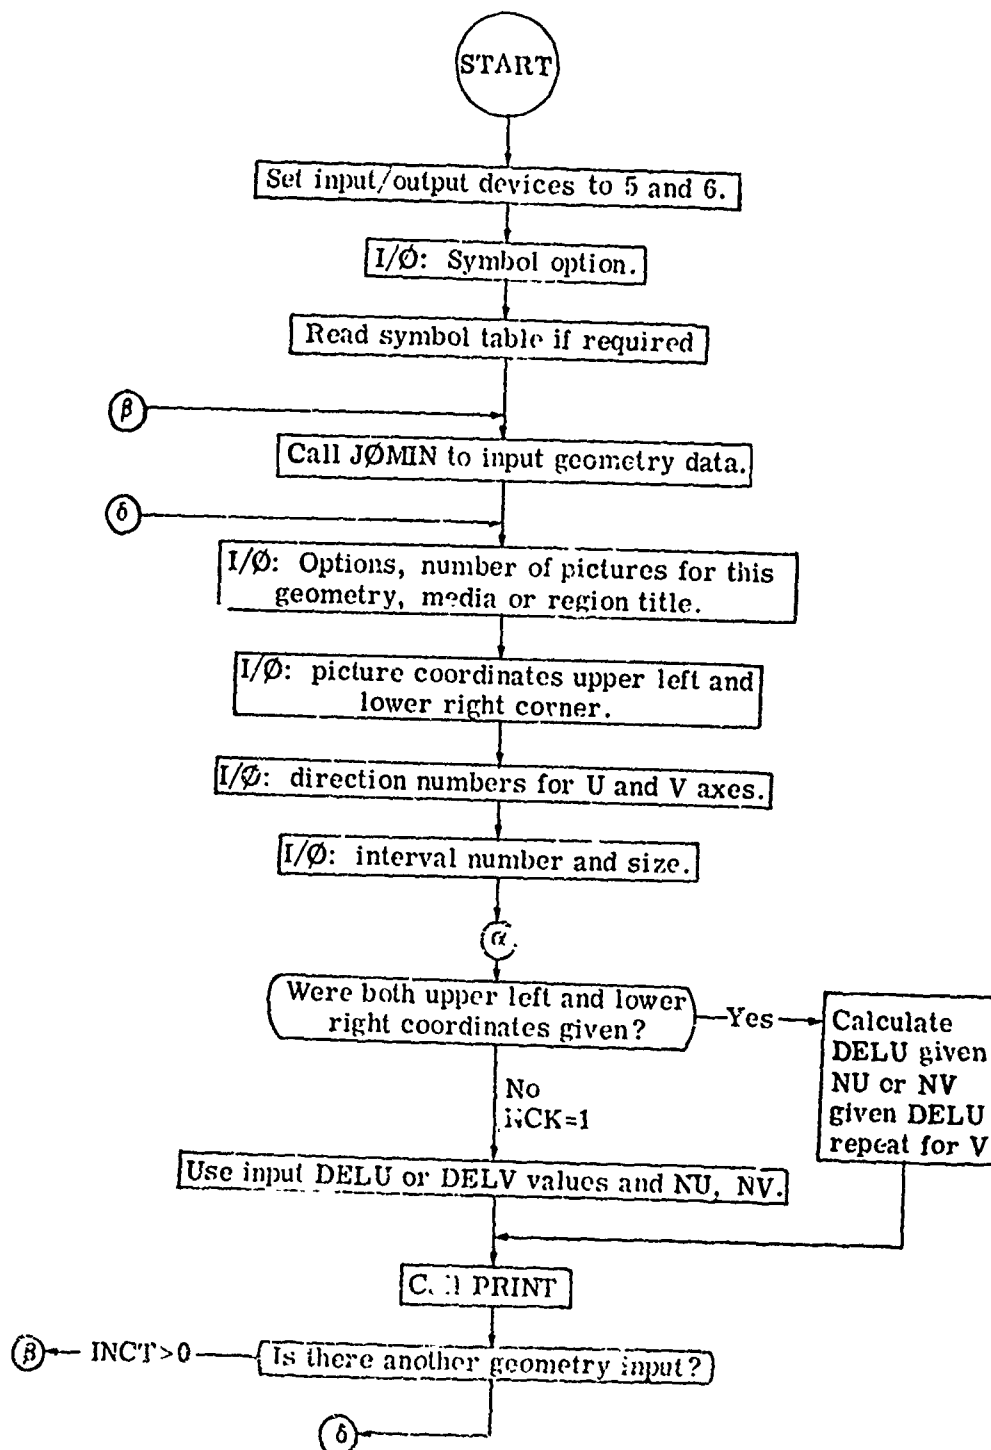 START
Set input/output devices to 5 and 6.
I/Ø: Symbol option.
Read symbol table if required
β
Call JØMIN to input geometry data.
δ
I/Ø: Options, number of pictures for this
geometry, media or region title.
I/Ø: picture coordinates upper left and
lower right corner.
I/Ø: direction numbers for U and V axes.
I/Ø: interval number and size.
α
Were both upper left and lower
right coordinates given?
Yes
Calculate
DELU given
NU or NV
given DELU
repeat for V
No
NCK=1
Use input DELU or DELV values and NU, NV.
PRINT
β
INCT>0
Is there another geometry input?
δ